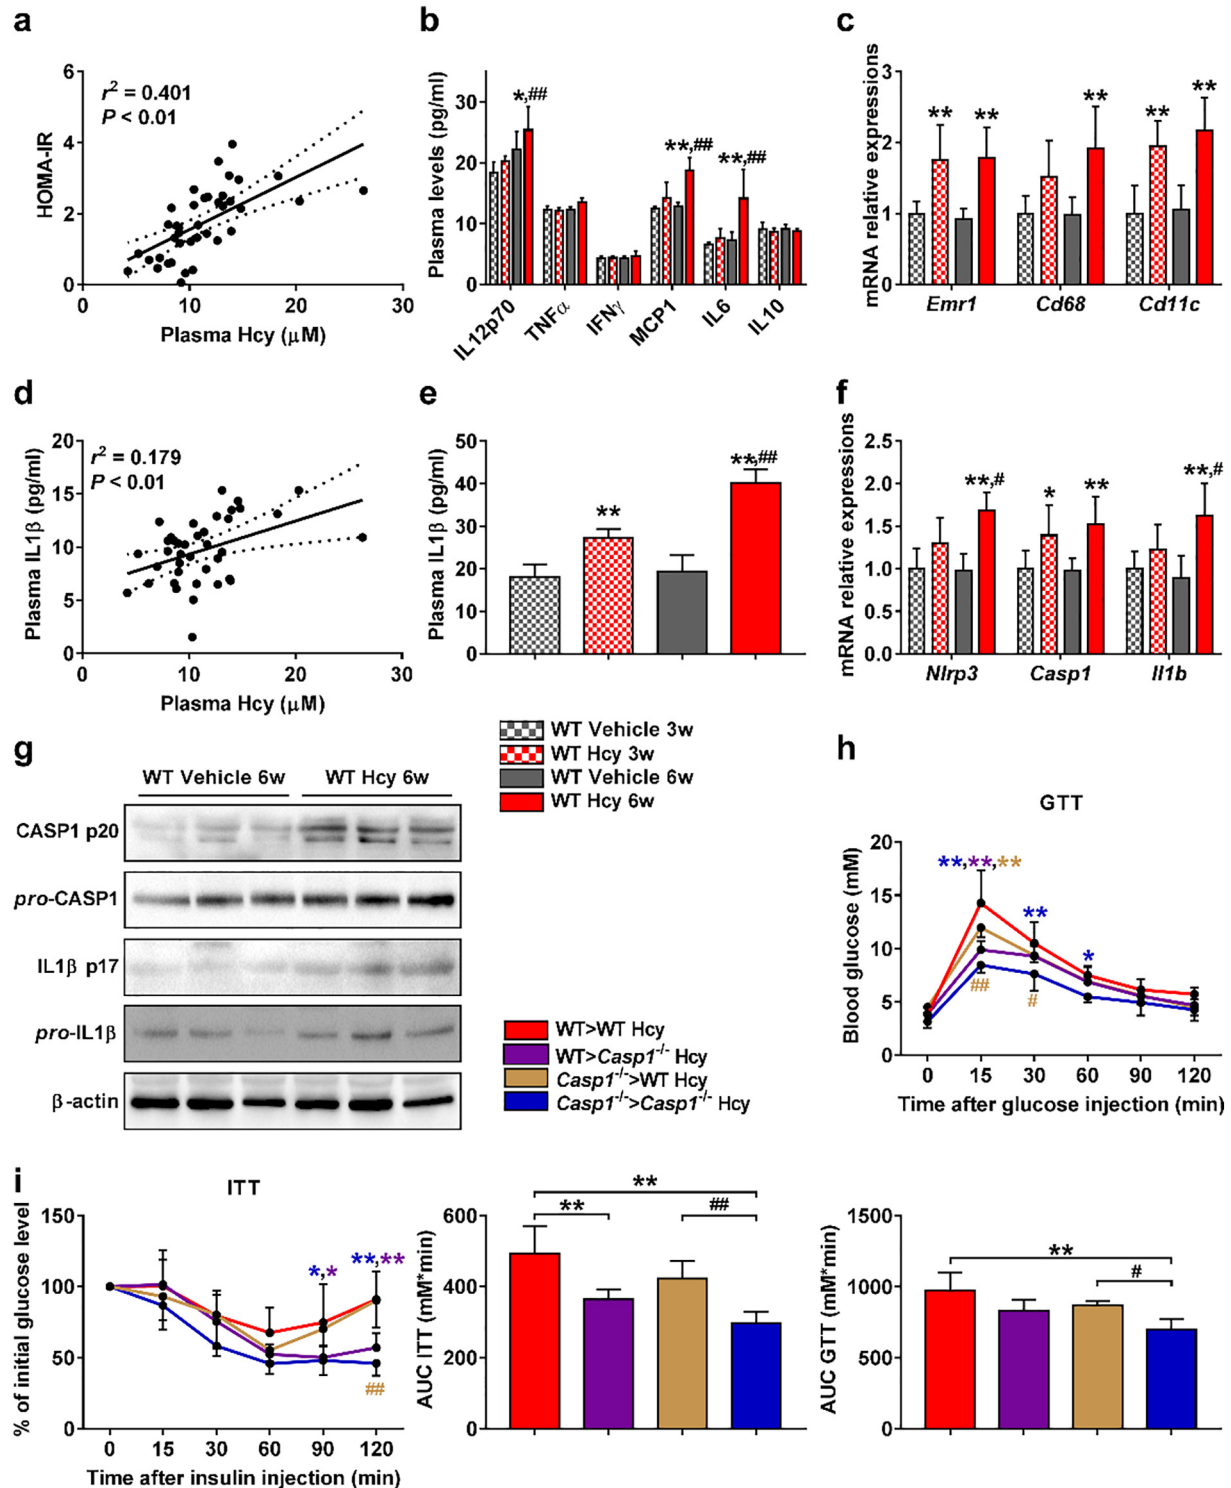 a
6
4
2
0
HOMA-IR
r² = 0.401
P < 0.01
0 10 20 30
Plasma Hcy (μM)
b
30
20
10
0
Plasma levels (pg/ml)
*,##
**,##
**,##
IL12p70 TNFα IFNγ MCP1 IL6 IL10
c
3
2
1
0
mRNA relative expressions
** ** ** ** **
Emr1 Cd68 Cd11c
d
20
15
10
5
0
Plasma IL1β (pg/ml)
r² = 0.179
P < 0.01
0 10 20 30
Plasma Hcy (μM)
e
50
40
30
20
10
0
Plasma IL1β (pg/ml)
**
**,##
f
2.5
2.0
1.5
1.0
0.5
0.0
mRNA relative expressions
**,# * ** **,#
Nlrp3 Casp1 Il1b
WT Vehicle 3w
WT Hcy 3w
WT Vehicle 6w
WT Hcy 6w
g
WT Vehicle 6w WT Hcy 6w
CASP1 p20
pro-CASP1
IL1β p17
pro-IL1β
β-actin
WT>WT Hcy
WT>Casp1⁻/⁻ Hcy
Casp1⁻/⁻>WT Hcy
Casp1⁻/⁻>Casp1⁻/⁻ Hcy
h
GTT
20
15
10
5
0
Blood glucose (mM)
**,**,**
**
*
##
#
0 15 30 60 90 120
Time after glucose injection (min)
i
ITT
150
100
50
0
% of initial glucose level
*,*
**,**
##
0 15 30 60 90 120
Time after insulin injection (min)
600
400
200
0
AUC ITT (mM*min)
**
**
##
1500
1000
500
0
AUC GTT (mM*min)
**
#